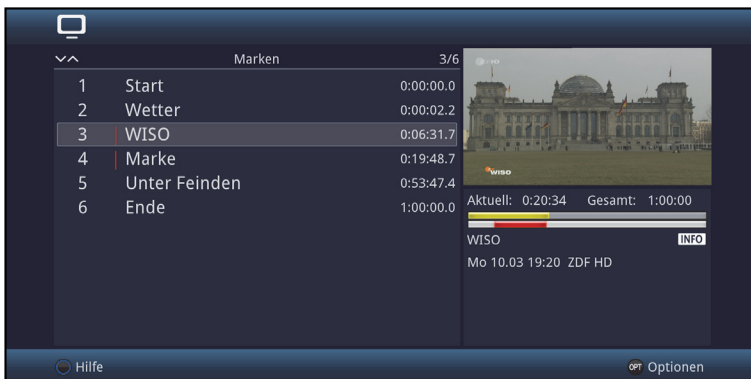 Marken 3/6
1 Start 0:00:00.0
2 Wetter 0:00:02.2
3 WISO 0:06:31.7
4 Marke 0:19:48.7
5 Unter Feinden 0:53:47.4
6 Ende 1:00:00.0
WISO
Aktuell: 0:20:34 Gesamt: 1:00:00
WISO INFO
Mo 10.03 19:20 ZDF HD
Hilfe
OPT Optionen